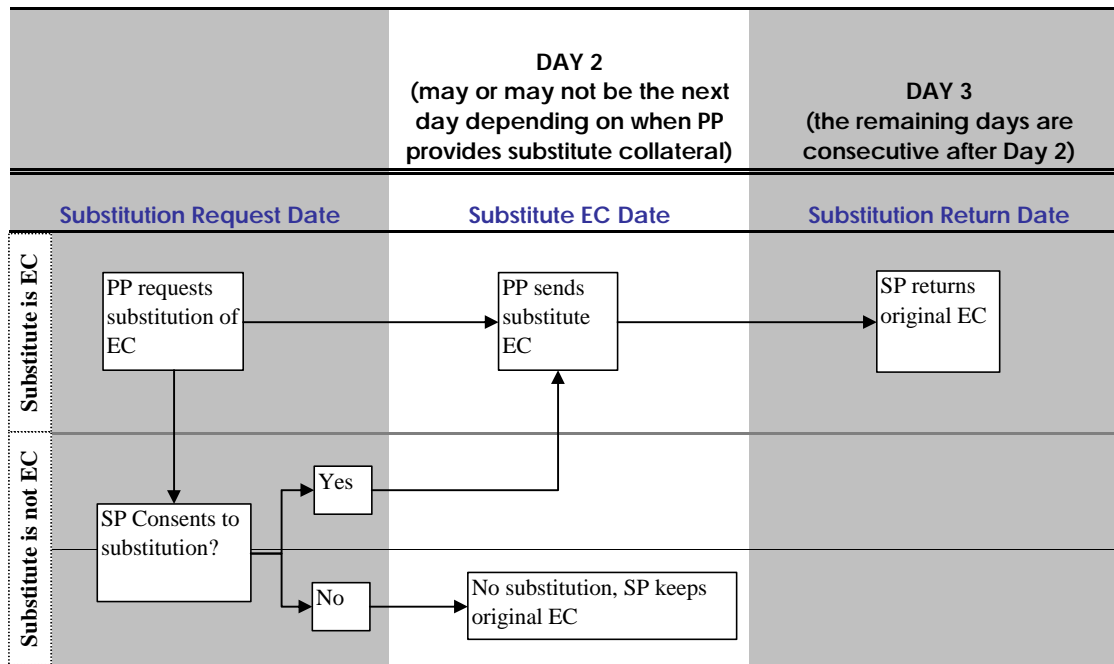 DAY 2
(may or may not be the next
day depending on when PP
provides substitute collateral)
DAY 3
(the remaining days are
consecutive after Day 2)
Substitution Request Date
Substitute EC Date
Substitution Return Date
Substitute is EC
PP requests
substitution of
EC
PP sends
substitute
EC
SP returns
original EC
Substitute is not EC
SP Consents to
substitution?
Yes
No
No substitution, SP keeps
original EC